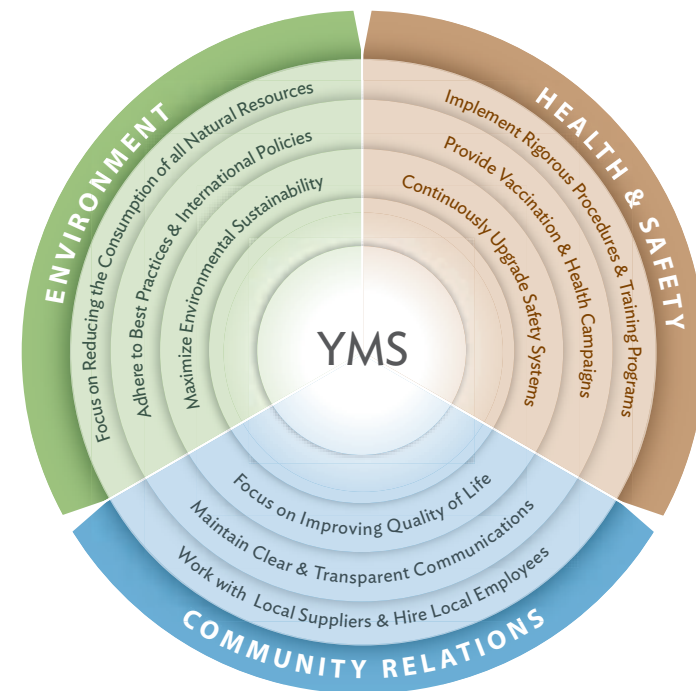 ENVIRONMENT
Focus on Reducing the Consumption of all Natural Resources
Adhere to Best Practices & International Policies
Maximize Environmental Sustainability
HEALTH & SAFETY
Implement Rigorous Procedures & Training Programs
Provide Vaccination & Health Campaigns
Continuously Upgrade Safety Systems
YMS
Focus on Improving Quality of Life
Maintain Clear & Transparent Communications
Work with Local Suppliers & Hire Local Employees
COMMUNITY RELATIONS